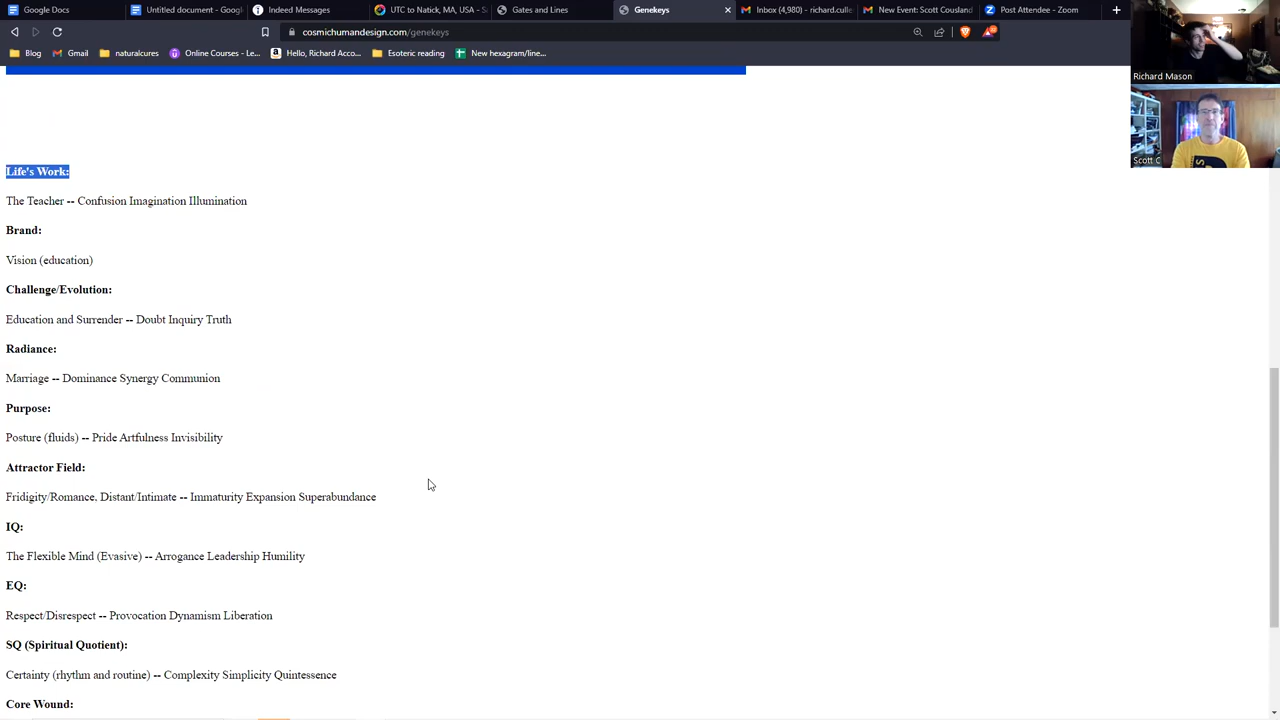 Google Docs
Untitled document - Googl
Indeed Messages
UTC to Natick, MA, USA - S
Gates and Lines
Genekeys
Inbox (4,980) - richard.culle
New Event: Scott Cousland
Post Attendee - Zoom
cosmichumandesign.com/genekeys
Blog
Gmail
naturalcures
Online Courses - Le...
Hello, Richard Acco...
Esoteric reading
New hexagram/line...
Richard Mason
Scott C
Life's Work:
The Teacher -- Confusion Imagination Illumination
Brand:
Vision (education)
Challenge/Evolution:
Education and Surrender -- Doubt Inquiry Truth
Radiance:
Marriage -- Dominance Synergy Communion
Purpose:
Posture (fluids) -- Pride Artfulness Invisibility
Attractor Field:
Fridigity/Romance, Distant/Intimate -- Immaturity Expansion Superabundance
IQ:
The Flexible Mind (Evasive) -- Arrogance Leadership Humility
EQ:
Respect/Disrespect -- Provocation Dynamism Liberation
SQ (Spiritual Quotient):
Certainty (rhythm and routine) -- Complexity Simplicity Quintessence
Core Wound: